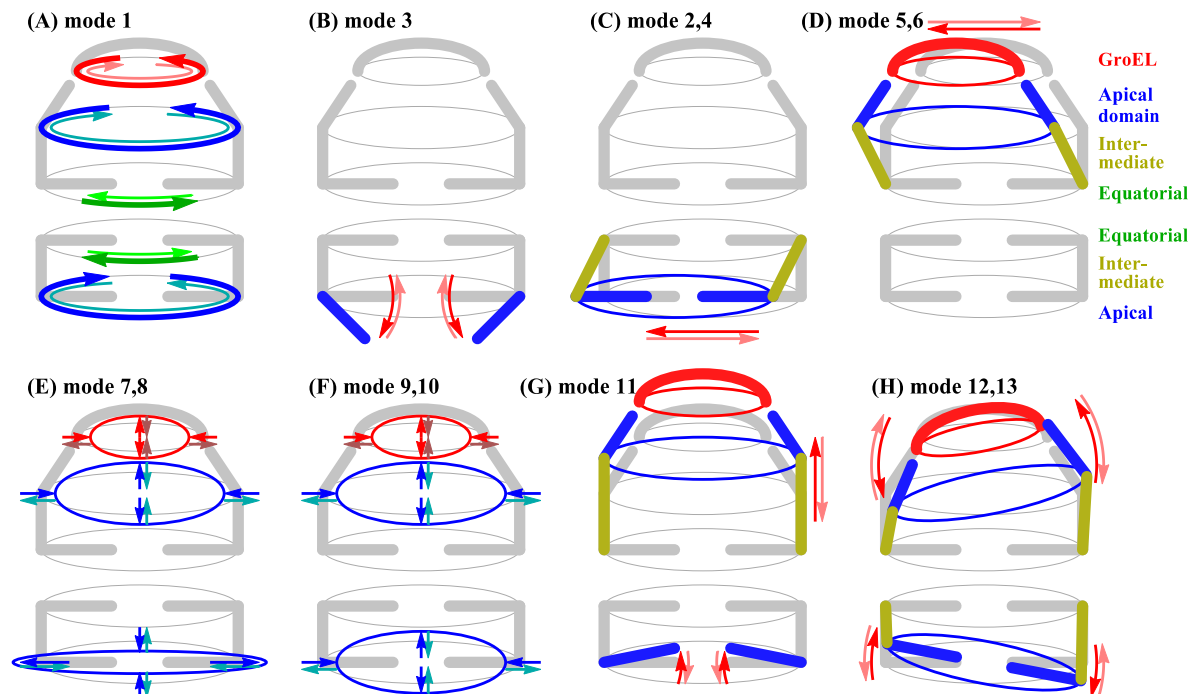 (A) mode 1
(B) mode 3
(C) mode 2,4
(D) mode 5,6
GroEL
Apical
domain
Inter-
mediate
Equatorial
Equatorial
Inter-
mediate
Apical
(E) mode 7,8
(F) mode 9,10
(G) mode 11
(H) mode 12,13